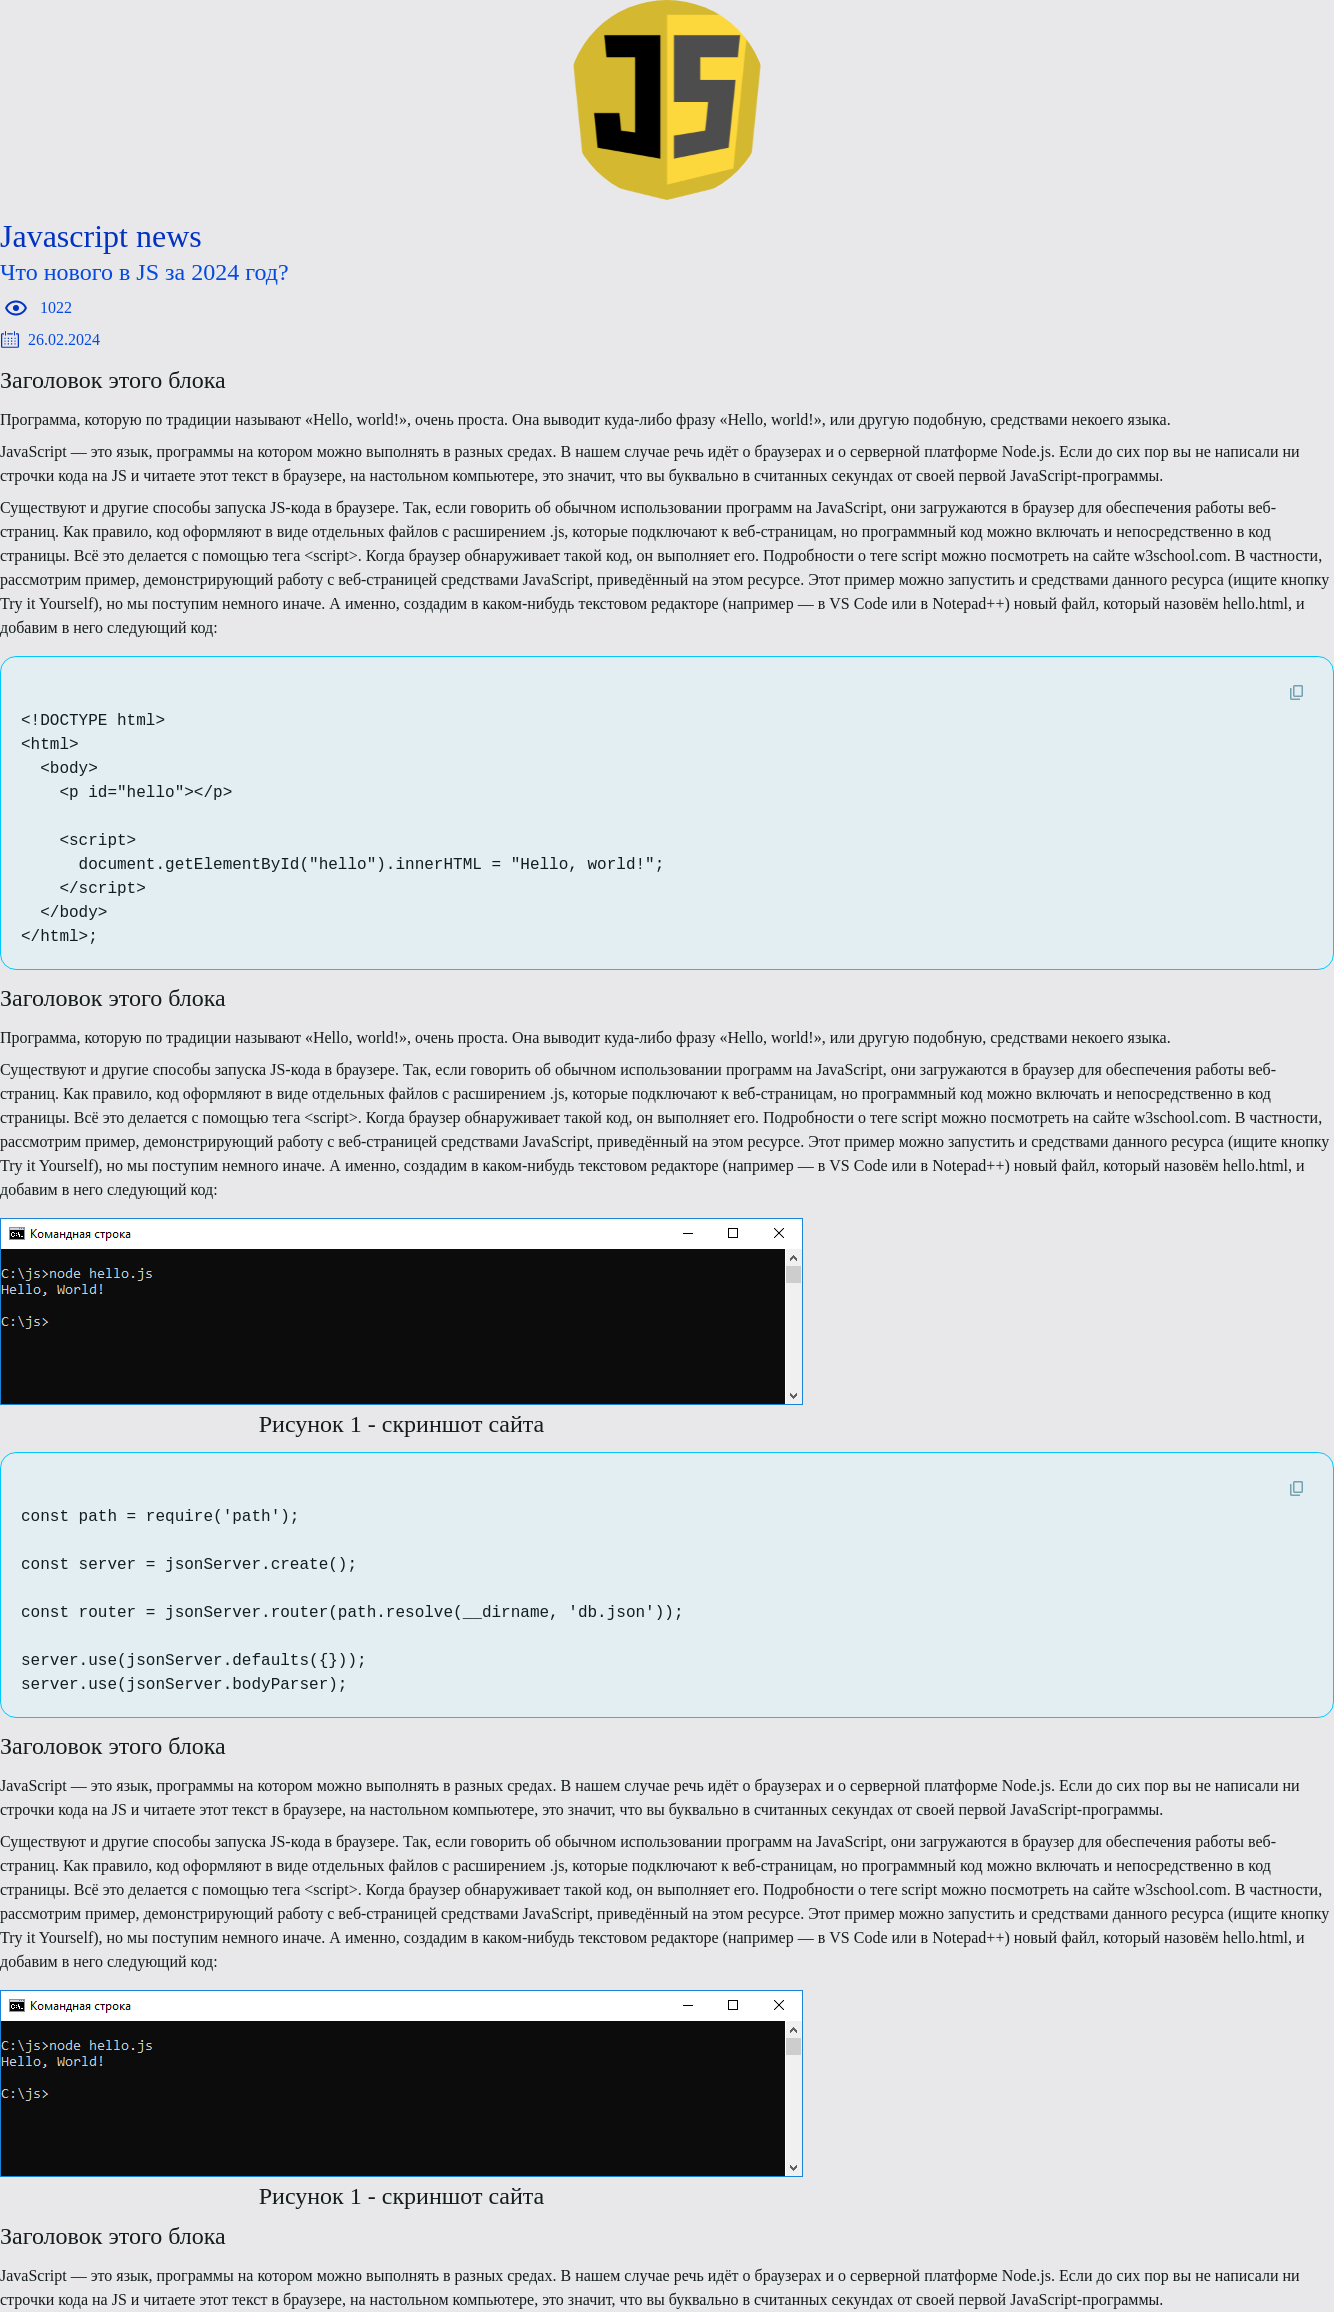 JS
Javascript news
Что нового в JS за 2024 год?
1022
26.02.2024
Заголовок этого блока
Программа, которую по традиции называют «Hello, world!», очень проста. Она выводит куда-либо фразу «Hello, world!», или другую подобную, средствами некоего языка.
JavaScript — это язык, программы на котором можно выполнять в разных средах. В нашем случае речь идёт о браузерах и о серверной платформе Node.js. Если до сих пор вы не написали ни
строчки кода на JS и читаете этот текст в браузере, на настольном компьютере, это значит, что вы буквально в считанных секундах от своей первой JavaScript-программы.
Существуют и другие способы запуска JS-кода в браузере. Так, если говорить об обычном использовании программ на JavaScript, они загружаются в браузер для обеспечения работы веб-
страниц. Как правило, код оформляют в виде отдельных файлов с расширением .js, которые подключают к веб-страницам, но программный код можно включать и непосредственно в код
страницы. Всё это делается с помощью тега <script>. Когда браузер обнаруживает такой код, он выполняет его. Подробности о теге script можно посмотреть на сайте w3school.com. В частности,
рассмотрим пример, демонстрирующий работу с веб-страницей средствами JavaScript, приведённый на этом ресурсе. Этот пример можно запустить и средствами данного ресурса (ищите кнопку
Try it Yourself), но мы поступим немного иначе. А именно, создадим в каком-нибудь текстовом редакторе (например — в VS Code или в Notepad++) новый файл, который назовём hello.html, и
добавим в него следующий код:
<!DOCTYPE html>
<html>
  <body>
    <p id="hello"></p>

    <script>
      document.getElementById("hello").innerHTML = "Hello, world!";
    </script>
  </body>
</html>;
Заголовок этого блока
Программа, которую по традиции называют «Hello, world!», очень проста. Она выводит куда-либо фразу «Hello, world!», или другую подобную, средствами некоего языка.
Существуют и другие способы запуска JS-кода в браузере. Так, если говорить об обычном использовании программ на JavaScript, они загружаются в браузер для обеспечения работы веб-
страниц. Как правило, код оформляют в виде отдельных файлов с расширением .js, которые подключают к веб-страницам, но программный код можно включать и непосредственно в код
страницы. Всё это делается с помощью тега <script>. Когда браузер обнаруживает такой код, он выполняет его. Подробности о теге script можно посмотреть на сайте w3school.com. В частности,
рассмотрим пример, демонстрирующий работу с веб-страницей средствами JavaScript, приведённый на этом ресурсе. Этот пример можно запустить и средствами данного ресурса (ищите кнопку
Try it Yourself), но мы поступим немного иначе. А именно, создадим в каком-нибудь текстовом редакторе (например — в VS Code или в Notepad++) новый файл, который назовём hello.html, и
добавим в него следующий код:
Командная строка
C:\js>node hello.js
Hello, World!
C:\js>
Рисунок 1 - скриншот сайта
const path = require('path');

const server = jsonServer.create();

const router = jsonServer.router(path.resolve(__dirname, 'db.json'));

server.use(jsonServer.defaults({}));
server.use(jsonServer.bodyParser);
Заголовок этого блока
JavaScript — это язык, программы на котором можно выполнять в разных средах. В нашем случае речь идёт о браузерах и о серверной платформе Node.js. Если до сих пор вы не написали ни
строчки кода на JS и читаете этот текст в браузере, на настольном компьютере, это значит, что вы буквально в считанных секундах от своей первой JavaScript-программы.
Существуют и другие способы запуска JS-кода в браузере. Так, если говорить об обычном использовании программ на JavaScript, они загружаются в браузер для обеспечения работы веб-
страниц. Как правило, код оформляют в виде отдельных файлов с расширением .js, которые подключают к веб-страницам, но программный код можно включать и непосредственно в код
страницы. Всё это делается с помощью тега <script>. Когда браузер обнаруживает такой код, он выполняет его. Подробности о теге script можно посмотреть на сайте w3school.com. В частности,
рассмотрим пример, демонстрирующий работу с веб-страницей средствами JavaScript, приведённый на этом ресурсе. Этот пример можно запустить и средствами данного ресурса (ищите кнопку
Try it Yourself), но мы поступим немного иначе. А именно, создадим в каком-нибудь текстовом редакторе (например — в VS Code или в Notepad++) новый файл, который назовём hello.html, и
добавим в него следующий код:
Командная строка
C:\js>node hello.js
Hello, World!
C:\js>
Рисунок 1 - скриншот сайта
Заголовок этого блока
JavaScript — это язык, программы на котором можно выполнять в разных средах. В нашем случае речь идёт о браузерах и о серверной платформе Node.js. Если до сих пор вы не написали ни
строчки кода на JS и читаете этот текст в браузере, на настольном компьютере, это значит, что вы буквально в считанных секундах от своей первой JavaScript-программы.